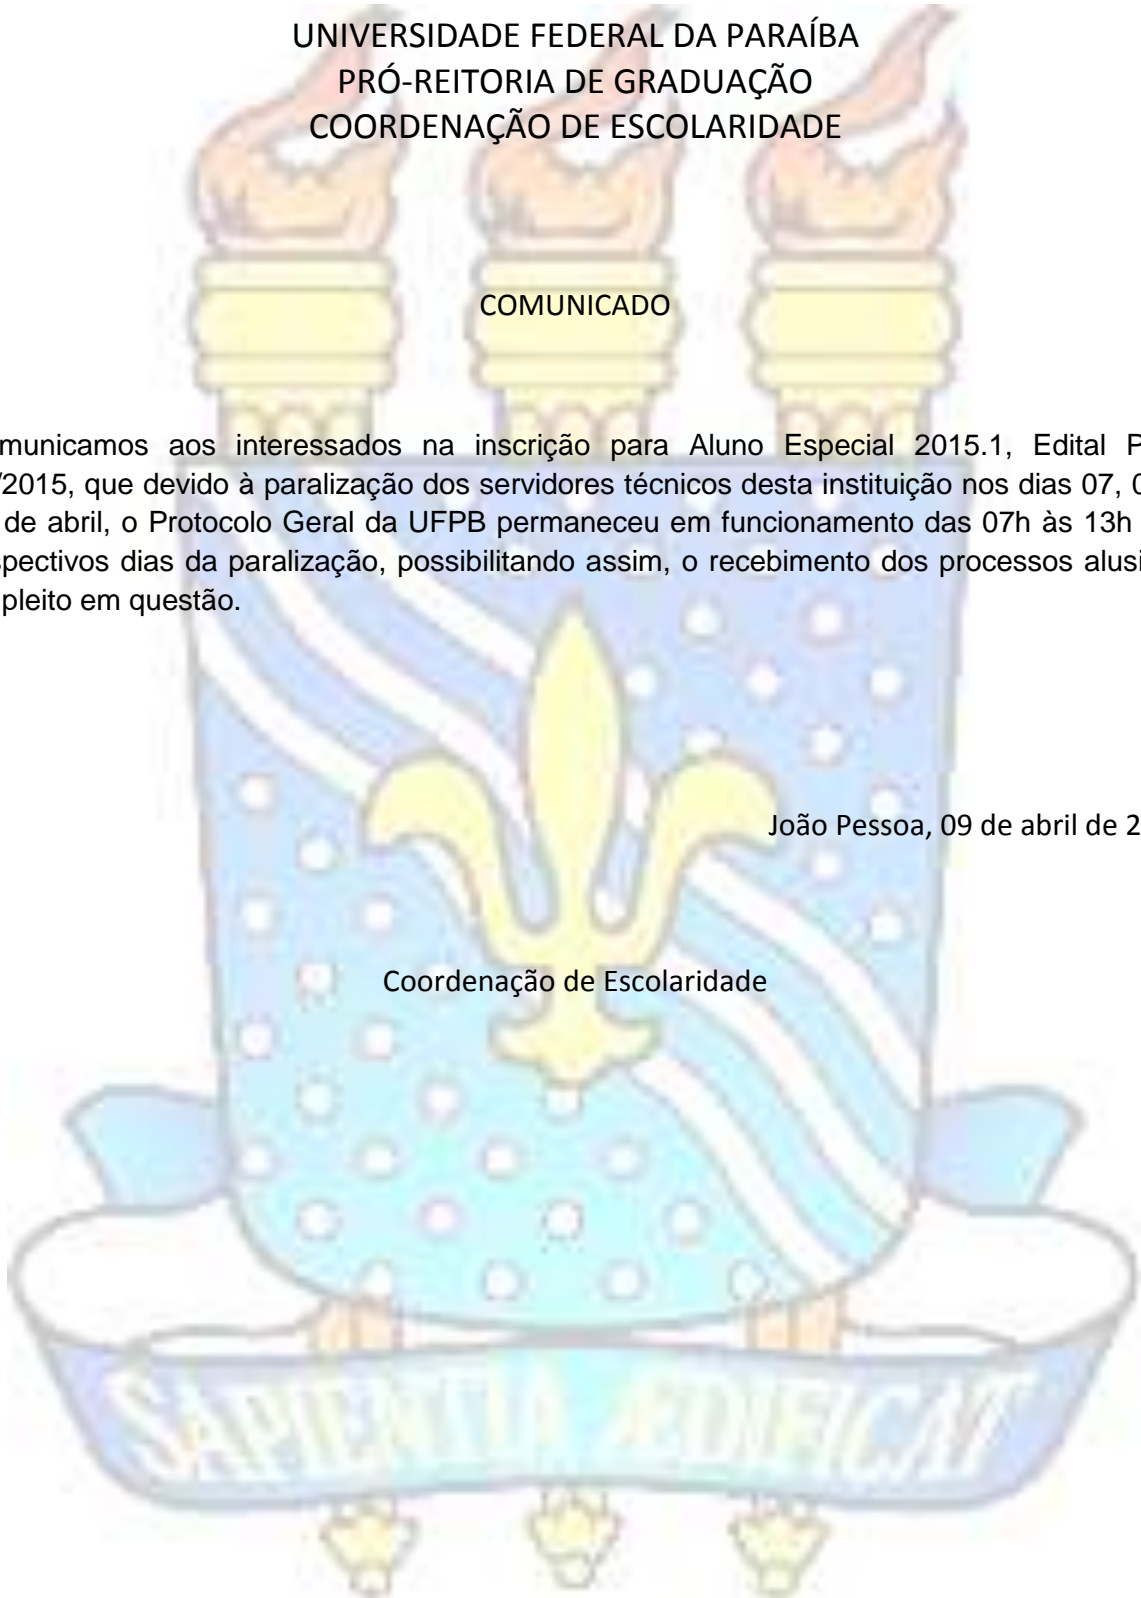 UNIVERSIDADE FEDERAL DA PARAÍBA
PRÓ-REITORIA DE GRADUAÇÃO
COORDENAÇÃO DE ESCOLARIDADE
COMUNICADO
municamos aos interessados na inscrição para Aluno Especial 2015.1, Edital P
/2015, que devido à paralização dos servidores técnicos desta instituição nos dias 07, 0
de abril, o Protocolo Geral da UFPB permaneceu em funcionamento das 07h às 13h
spectivos dias da paralização, possibilitando assim, o recebimento dos processos alusi
pleito em questão.
João Pessoa, 09 de abril de 2
Coordenação de Escolaridade
SAPIENTIA ÆDIFICAT